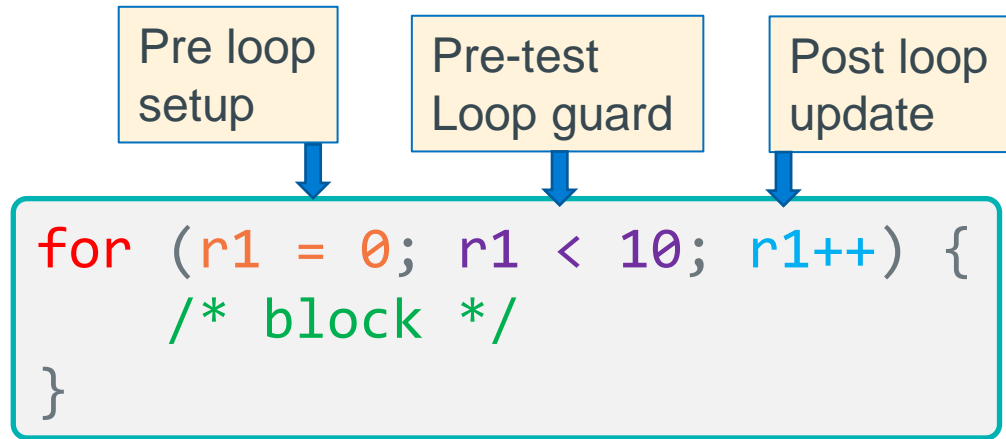 Pre loop
setup
Pre-test
Loop guard
Post loop
update
for (r1 = 0; r1 < 10; r1++) {
/* block */
}